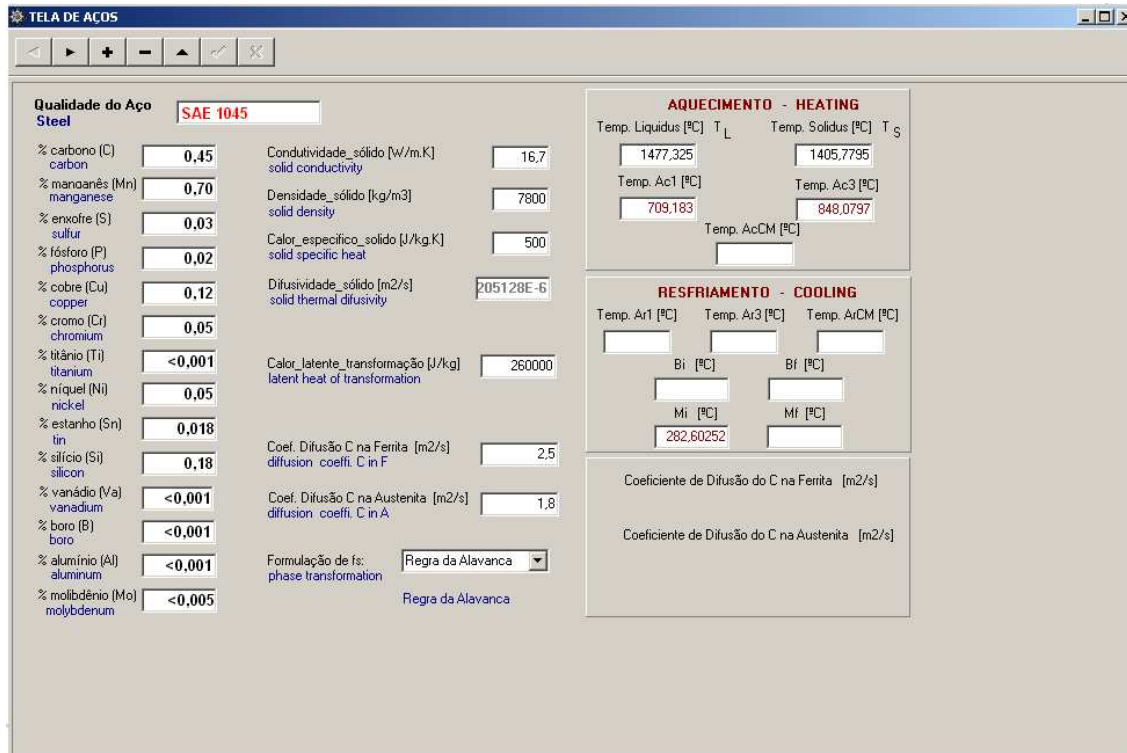 TELA DE AÇOS
Qualidade do Aço
Steel
SAE 1045
% carbono (C)
carbon
0,45
% manganês (Mn)
manganese
0,70
% enxofre (S)
sulfur
0,03
% fósforo (P)
phosphorus
0,02
% cobre (Cu)
copper
0,12
% cromo (Cr)
chromium
0,05
% titânio (Ti)
titanium
<0,001
% níquel (Ni)
nickel
0,05
% estanho (Sn)
tin
0,018
% silício (Si)
silicon
0,18
% vanádio (Va)
vanadium
<0,001
% boro (B)
boro
<0,001
% alumínio (Al)
aluminum
<0,001
% molibdênio (Mo)
molybdenum
<0,005
Condutividade_sólido [W/m.K]
solid conductivity
16,7
Densidade_sólido [kg/m3]
solid density
7800
Calor_especifico_solido [J/kg.K]
solid specific heat
500
Difusividade_sólido [m2/s]
solid thermal difusivity
205128E-6
Calor_latente_transformação [J/kg]
latent heat of transformation
260000
Coef. Difusão C na Ferrita [m2/s]
diffusion coeffi. C in F
2,5
Coef. Difusão C na Austenita [m2/s]
diffusion coeffi. C in A
1,8
Formulação de fs:
phase transformation
Regra da Alavanca
Regra da Alavanca
AQUECIMENTO - HEATING
Temp. Liquidus [ºC] T L
Temp. Solidus [ºC] T S
1477,325
1405,7795
Temp. Ac1 [ºC]
Temp. Ac3 [ºC]
709,183
848,0797
Temp. AcCM [ºC]
RESFRIAMENTO - COOLING
Temp. Ar1 [ºC]
Temp. Ar3 [ºC]
Temp. ArCM [ºC]
Bi [ºC]
Bf [ºC]
Mi [ºC]
Mf [ºC]
282,60252
Coeficiente de Difusão do C na Ferrita [m2/s]
Coeficiente de Difusão do C na Austenita [m2/s]